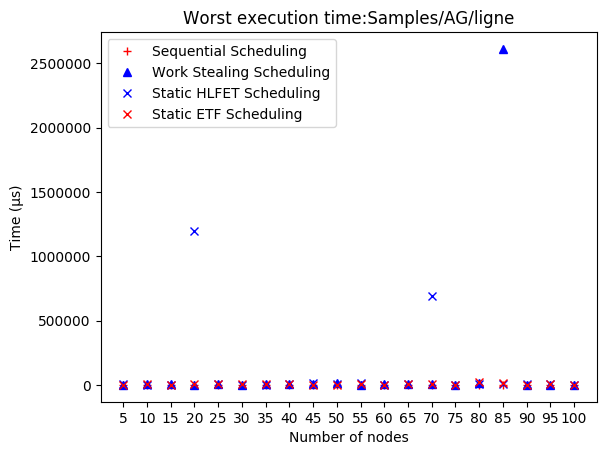 Worst execution time:Samples/AG/ligne
Sequential Scheduling
Work Stealing Scheduling
Static HLFET Scheduling
Static ETF Scheduling
2500000
2000000
1500000
1000000
500000
0
Time (µs)
5 10 15 20 25 30 35 40 45 50 55 60 65 70 75 80 85 90 95 100
Number of nodes